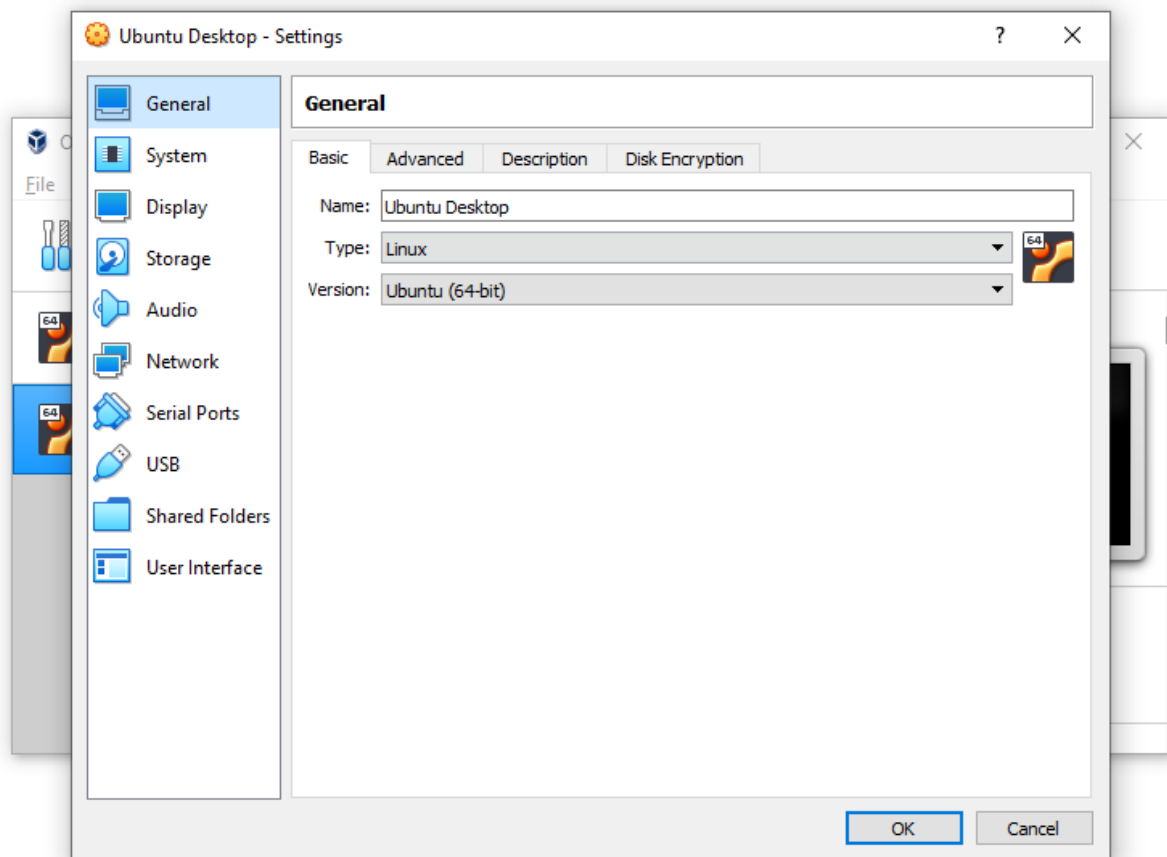 Ubuntu Desktop - Settings
?
General
System
Display
Storage
Audio
Network
Serial Ports
USB
Shared Folders
User Interface
General
Basic Advanced Description Disk Encryption
Name: Ubuntu Desktop
Type: Linux
64
Version: Ubuntu (64-bit)
OK Cancel
File
64
64